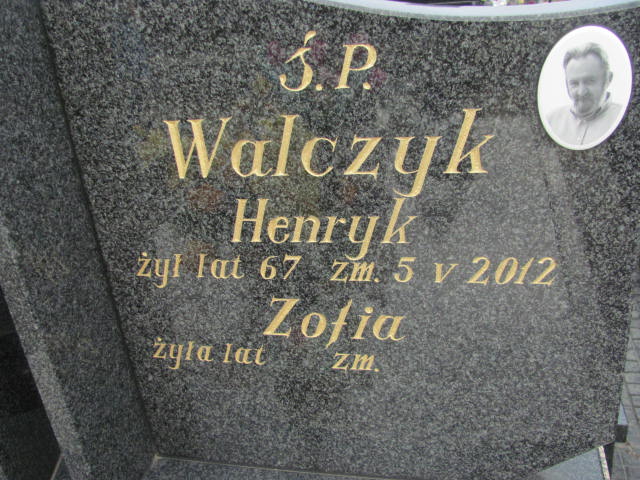 Ś.P.
Walczyk
Henryk
żył lat 67 zm. 5 v 2012
Zofia
żyła lat zm.